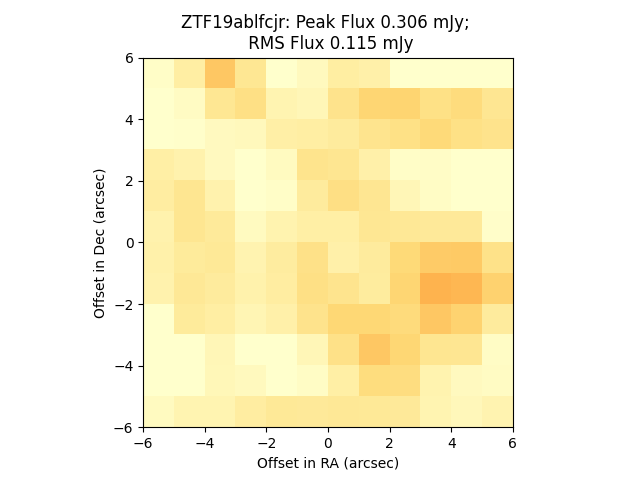 ZTF19ablfcjr: Peak Flux 0.306 mJy;
RMS Flux 0.115 mJy
6
4
2
0
−2
−4
−6
Offset in Dec (arcsec)
−6 −4 −2 0 2 4 6
Offset in RA (arcsec)